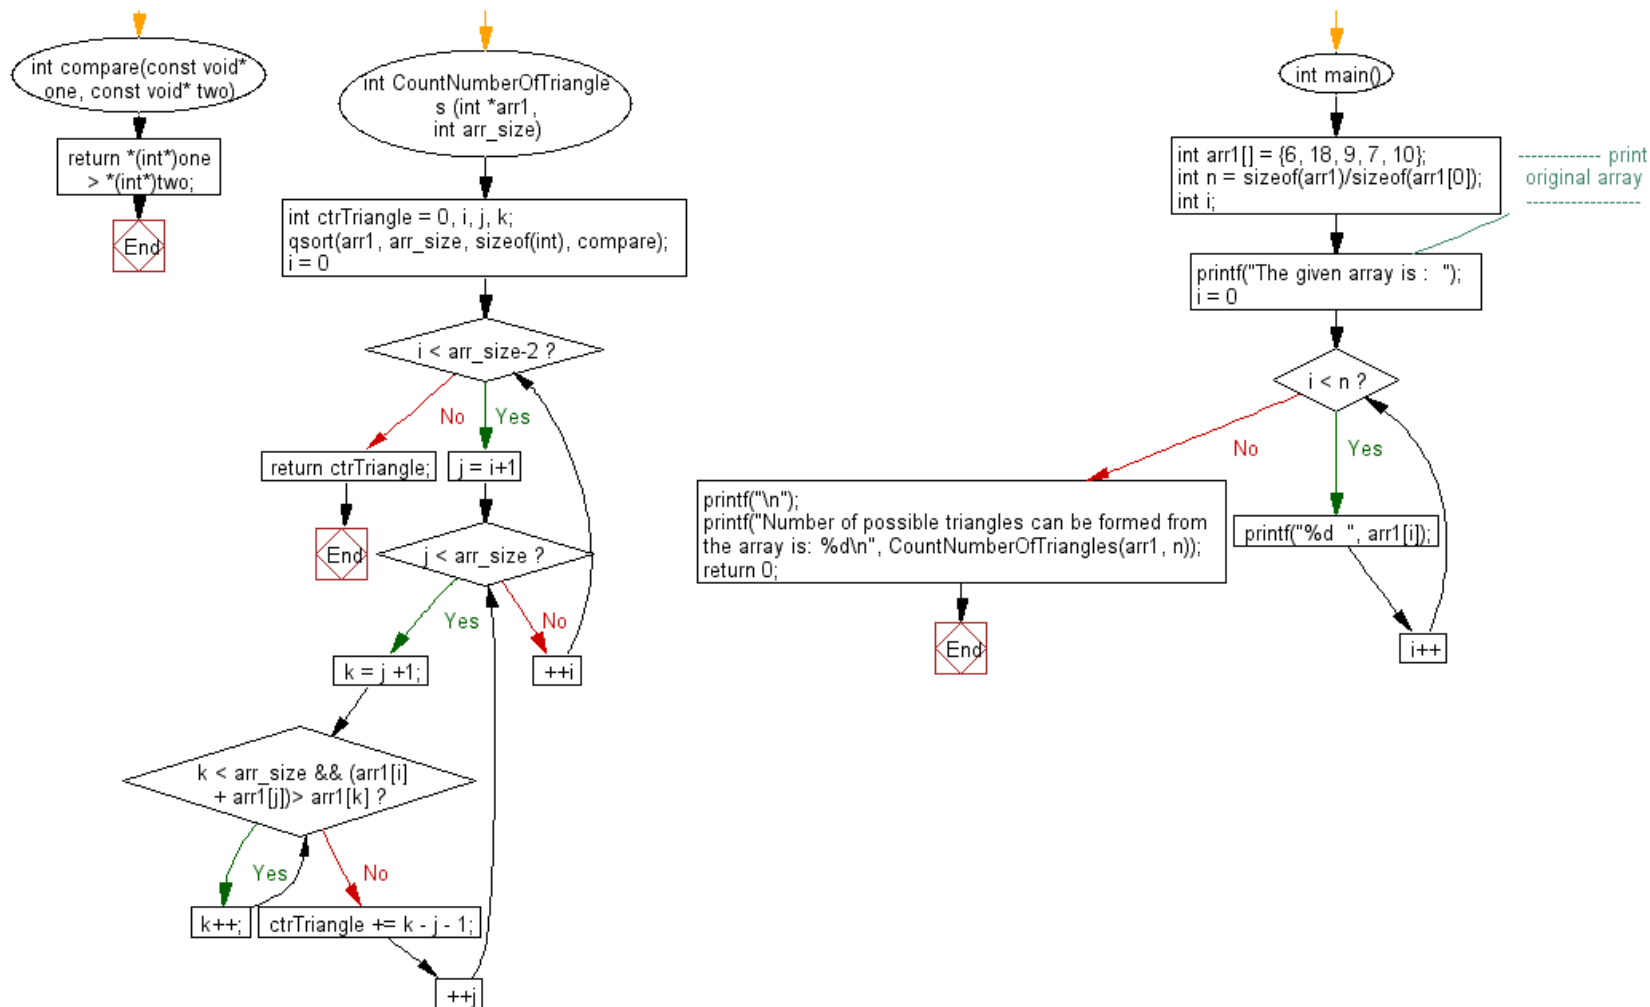 int compare(const void*
one, const void* two)
return *(int*)one
> *(int*)two;
End
int CountNumberOfTriangle
s (int *arr1,
int arr_size)
int ctrTriangle = 0, i, j, k;
qsort(arr1, arr_size, sizeof(int), compare);
i = 0
i < arr_size-2 ?
No
Yes
return ctrTriangle;
j = i+1
End
j < arr_size ?
Yes
No
k = j +1;
++i
k < arr_size && (arr1[i]
+ arr1[j])> arr1[k] ?
Yes
No
k++;
ctrTriangle += k - j - 1;
++j
int main()
int arr1[] = {6, 18, 9, 7, 10};
int n = sizeof(arr1)/sizeof(arr1[0]);
int i;
------------ print
original array
------------------
printf("The given array is :  ");
i = 0
i < n ?
No
Yes
printf("\n");
printf("Number of possible triangles can be formed from
the array is: %d\n", CountNumberOfTriangles(arr1, n));
return 0;
printf("%d  ", arr1[i]);
End
i++